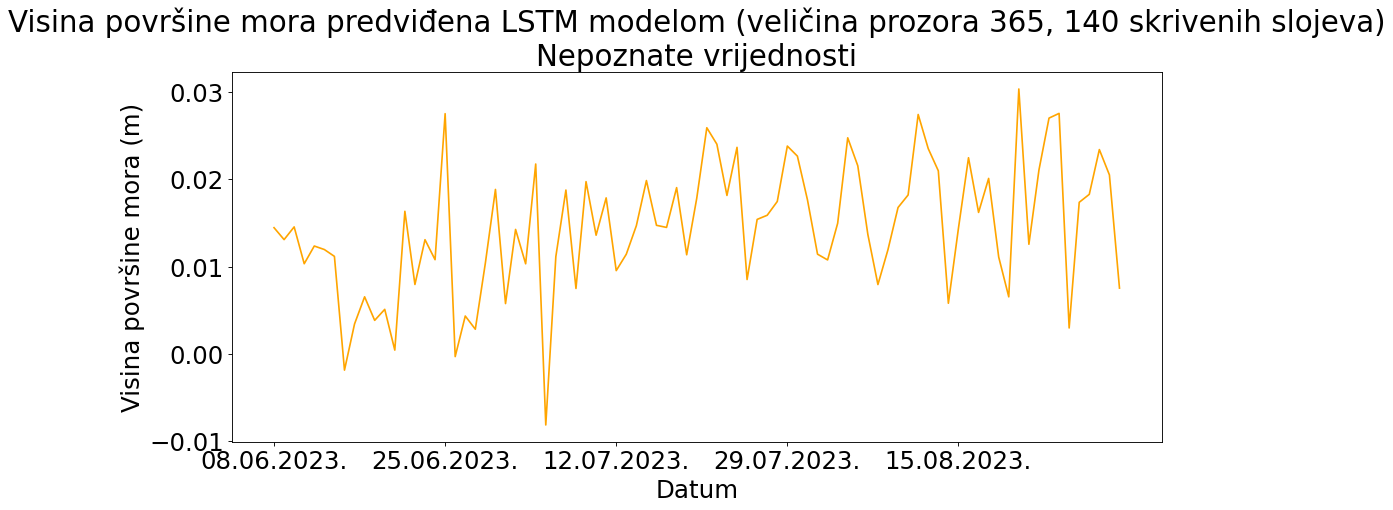 Visina površine mora predviđena LSTM modelom (veličina prozora 365, 140 skrivenih slojeva)
Nepoznate vrijednosti
Visina površine mora (m)
0.03
0.02
0.01
0.00
−0.01
08.06.2023. 25.06.2023. 12.07.2023. 29.07.2023. 15.08.2023.
Datum